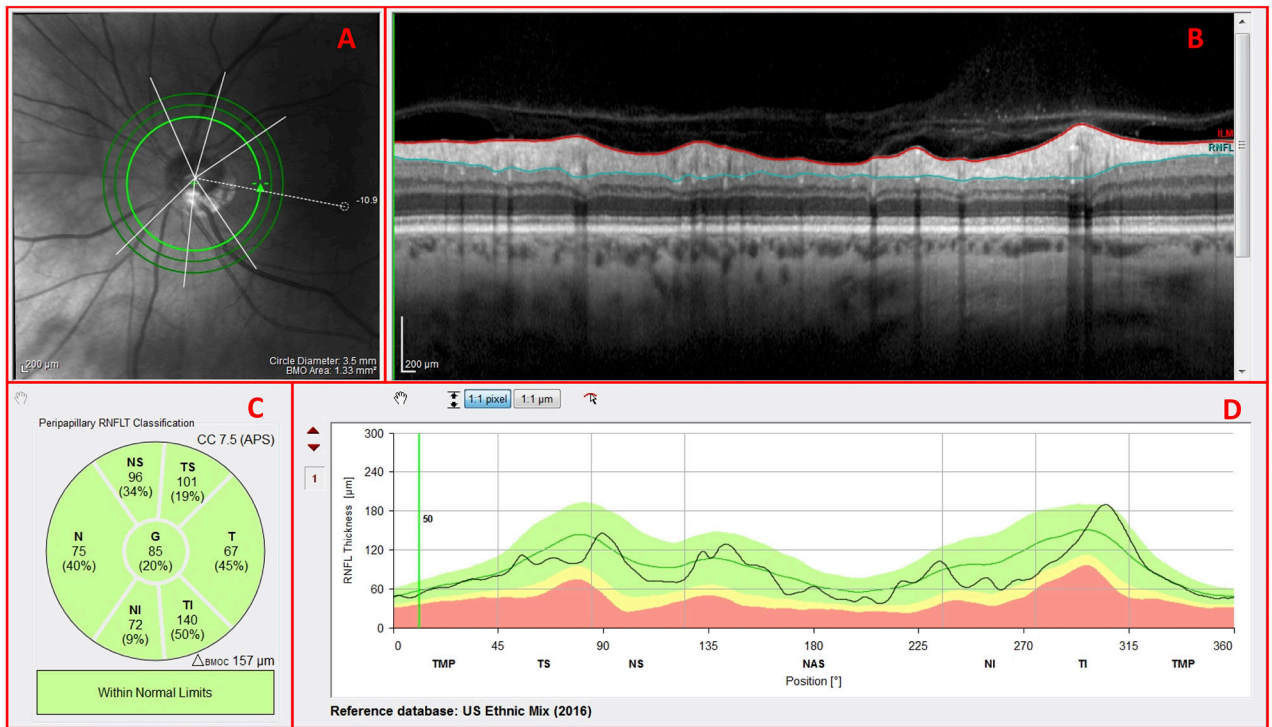 A
-10.9
200 µm
Circle Diameter: 3.5 mm
BMO Area: 1.33 mm²
B
ILM
RNFL
200 µm
C
Peripapillary RNFLT Classification
CC 7.5 (APS)
NS
96
(34%)
TS
101
(19%)
N
75
(40%)
G
85
(20%)
T
67
(45%)
NI
72
(9%)
TI
140
(50%)
△BMOC 157 µm
Within Normal Limits
D
1:1 pixel
1:1 µm
1
RNFL Thickness [µm]
300
240
180
120
60
0
50
0 45 90 135 180 225 270 315 360
TMP TS NS NAS NI TI TMP
Position [°]
Reference database: US Ethnic Mix (2016)